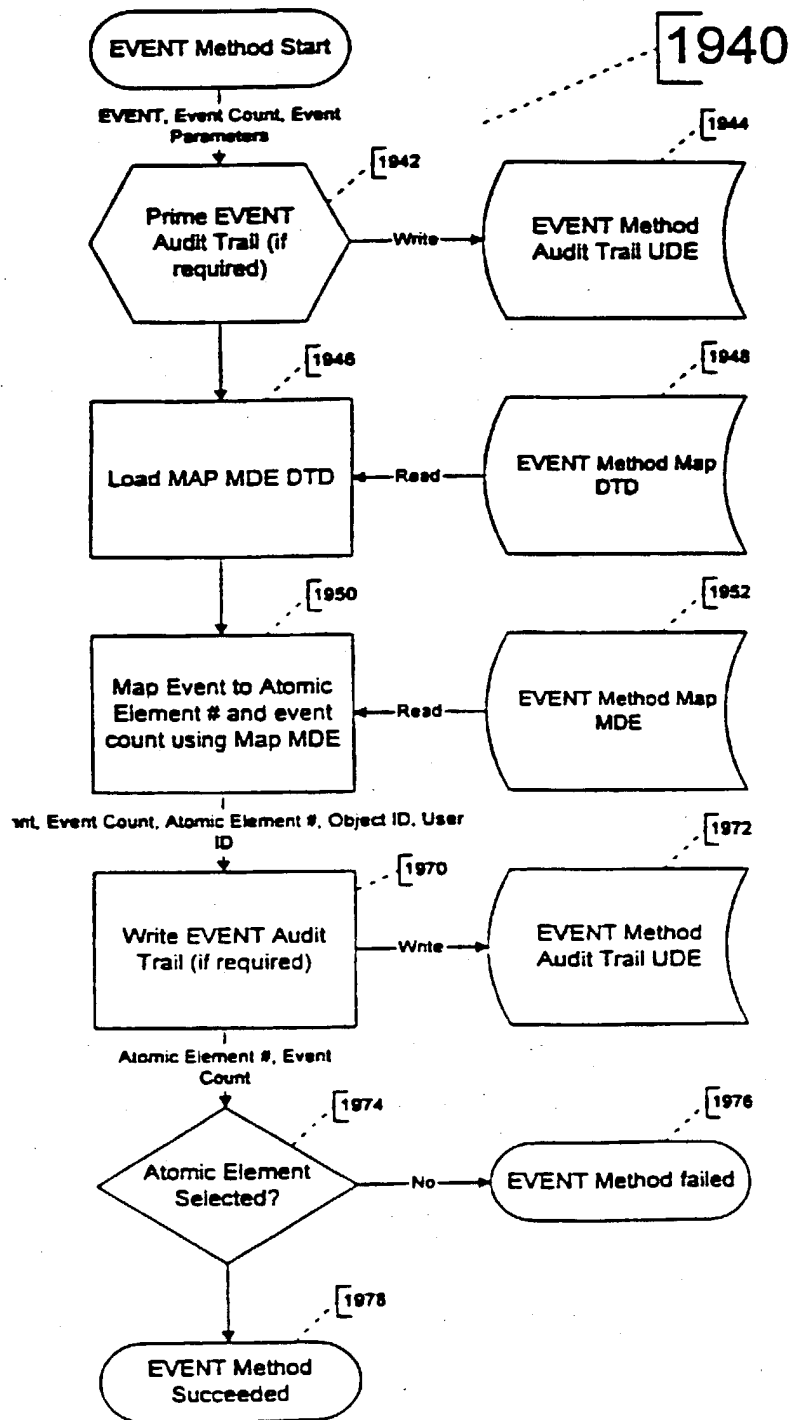 EVENT Method Start
1940
EVENT, Event Count, Event
Parameters
1942
1944
Prime EVENT
Audit Trail (if
required)
Write
EVENT Method
Audit Trail UDE
1946
1948
Load MAP MDE DTD
Read
EVENT Method Map
DTD
1950
1952
Map Event to Atomic
Element # and event
count using Map MDE
Read
EVENT Method Map
MDE
nt, Event Count, Atomic Element #, Object ID, User
ID
1970
1972
Write EVENT Audit
Trail (if required)
Write
EVENT Method
Audit Trail UDE
Atomic Element #, Event
Count
1974
1976
Atomic Element
Selected?
No
EVENT Method failed
1978
EVENT Method
Succeeded